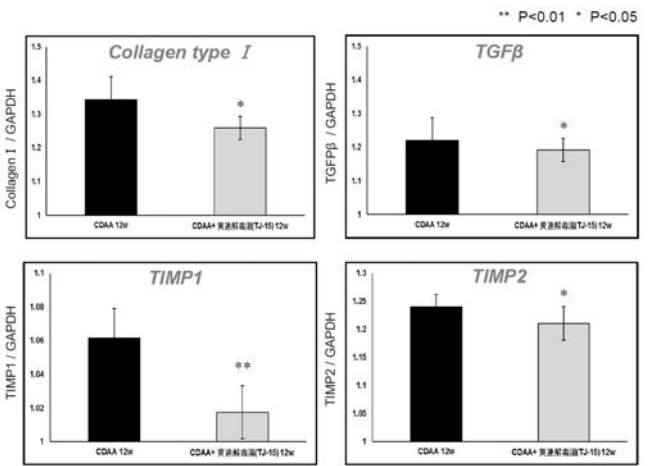 ** P<0.01 * P<0.05
Collagen type I
Collagen I / GAPDH
1.5
1.4
1.3
1.2
1.1
1
*
CDAA 12w
CDAA+ 黄連解毒湯(TJ-15) 12w
TGFβ
TGFPβ / GAPDH
1.5
1.4
1.3
1.2
1.1
1
*
CDAA 12w
CDAA+ 黄連解毒湯(TJ-15) 12w
TIMP1
TIMP1 / GAPDH
1.1
1.08
1.06
1.04
1.02
1
**
CDAA 12w
CDAA+ 黄連解毒湯(TJ-15) 12w
TIMP2
TIMP2 / GAPDH
1.3
1.25
1.2
1.15
1.1
1.05
1
*
CDAA 12w
CDAA+ 黄連解毒湯(TJ-15) 12w